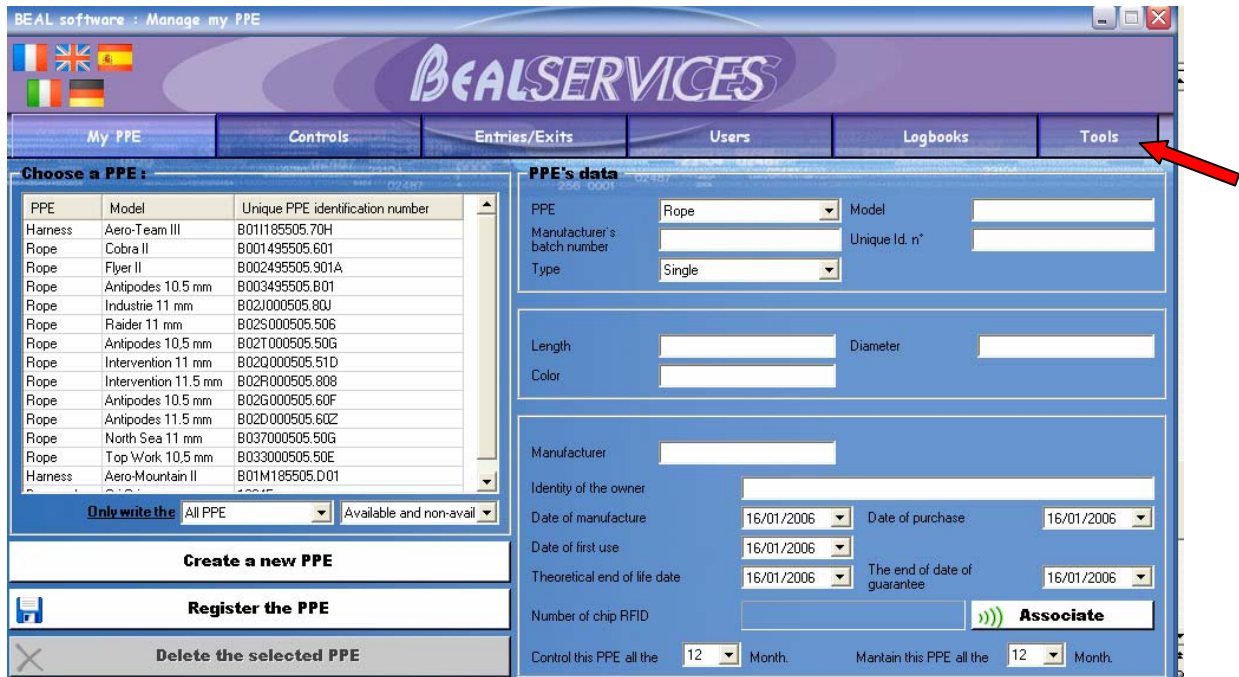 BEAL software : Manage my PPE
BEALSERVICES
My PPE Controls Entries/Exits Users Logbooks Tools
Choose a PPE :
PPE Model Unique PPE identification number
Harness Aero-Team III B01I185505.70H
Rope Cobra II B001495505.601
Rope Flyer II B002495505.901A
Rope Antipodes 10.5 mm B003495505.B01
Rope Industrie 11 mm B02J000505.80J
Rope Raider 11 mm B02S000505.506
Rope Antipodes 10,5 mm B02T000505.50G
Rope Intervention 11 mm B02Q000505.51D
Rope Intervention 11.5 mm B02R000505.808
Rope Antipodes 10.5 mm B02G000505.60F
Rope Antipodes 11.5 mm B02D000505.60Z
Rope North Sea 11 mm B037000505.50G
Rope Top Work 10,5 mm B033000505.50E
Harness Aero-Mountain II B01M185505.D01
Only write the All PPE Available and non-avail
Create a new PPE
Register the PPE
Delete the selected PPE
PPE's data
PPE Rope Model
Manufacturer's
batch number Unique Id. n°
Type Single
Length Diameter
Color
Manufacturer
Identity of the owner
Date of manufacture 16/01/2006 Date of purchase 16/01/2006
Date of first use 16/01/2006
Theoretical end of life date 16/01/2006 The end of date of
guarantee 16/01/2006
Number of chip RFID Associate
Control this PPE all the 12 Month. Mantain this PPE all the 12 Month.